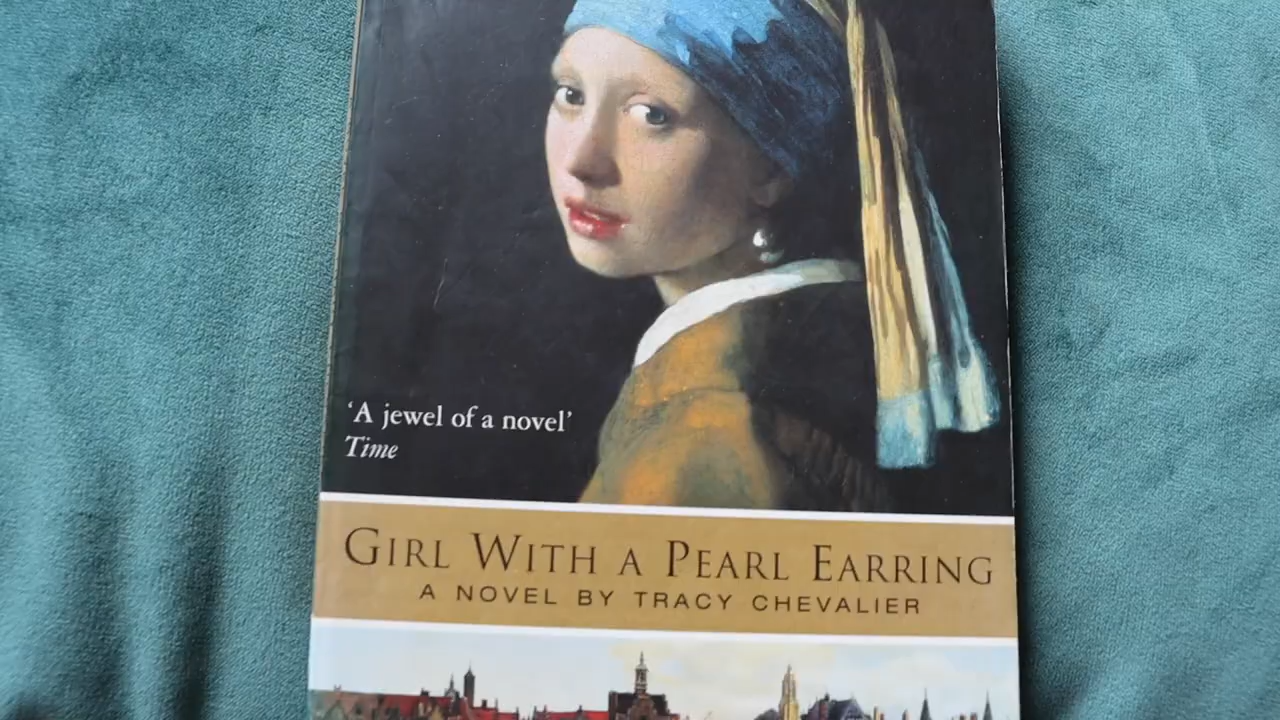 ‘A jewel of a novel’
Time
GIRL WITH A PEARL EARRING
A NOVEL BY TRACY CHEVALIER